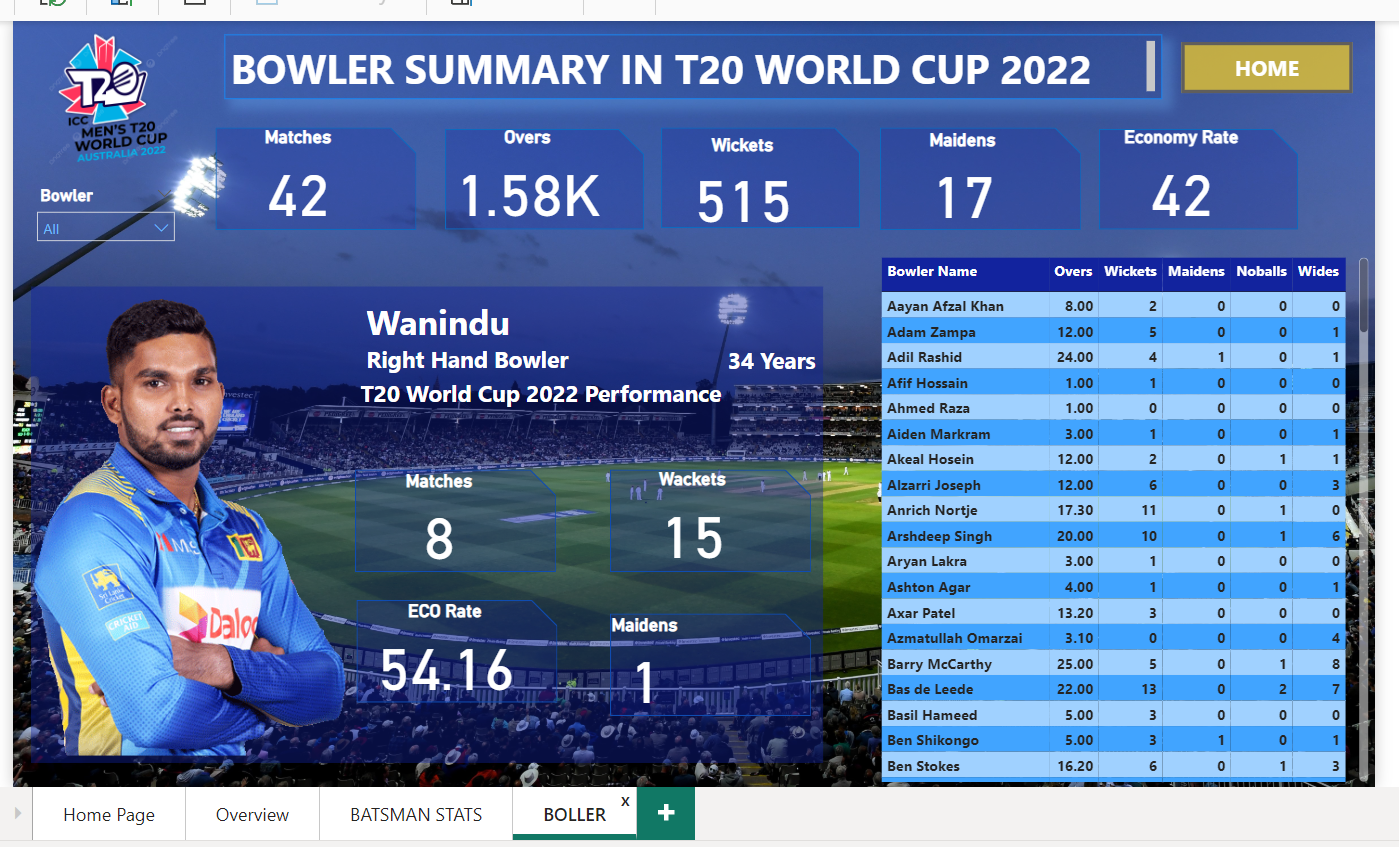 T20
ICC
MEN'S T20
WORLD CUP
AUSTRALIA 2022
BOWLER SUMMARY IN T20 WORLD CUP 2022
HOME
Matches
42
Overs
1.58K
Wickets
515
Maidens
17
Economy Rate
42
Bowler
All
Wanindu
Right Hand Bowler
34 Years
T20 World Cup 2022 Performance
Matches
8
Wackets
15
ECO Rate
54.16
Maidens
1
Sri Lanka
Cricket
CRICKET
AID
Bowler Name Overs Wickets Maidens Noballs Wides
Aayan Afzal Khan 8.00 2 0 0 0
Adam Zampa 12.00 5 0 0 1
Adil Rashid 24.00 4 1 0 1
Afif Hossain 1.00 1 0 0 0
Ahmed Raza 1.00 0 0 0 0
Aiden Markram 3.00 1 0 0 1
Akeal Hosein 12.00 2 0 1 1
Alzarri Joseph 12.00 6 0 0 3
Anrich Nortje 17.30 11 0 1 0
Arshdeep Singh 20.00 10 0 1 6
Aryan Lakra 3.00 1 0 0 0
Ashton Agar 4.00 1 0 0 1
Axar Patel 13.20 3 0 0 0
Azmatullah Omarzai 3.10 0 0 0 4
Barry McCarthy 25.00 5 0 1 8
Bas de Leede 22.00 13 0 2 7
Basil Hameed 5.00 3 0 0 0
Ben Shikongo 5.00 3 1 0 1
Ben Stokes 16.20 6 0 1 3
Home Page
Overview
BATSMAN STATS
BOLLER
x
+